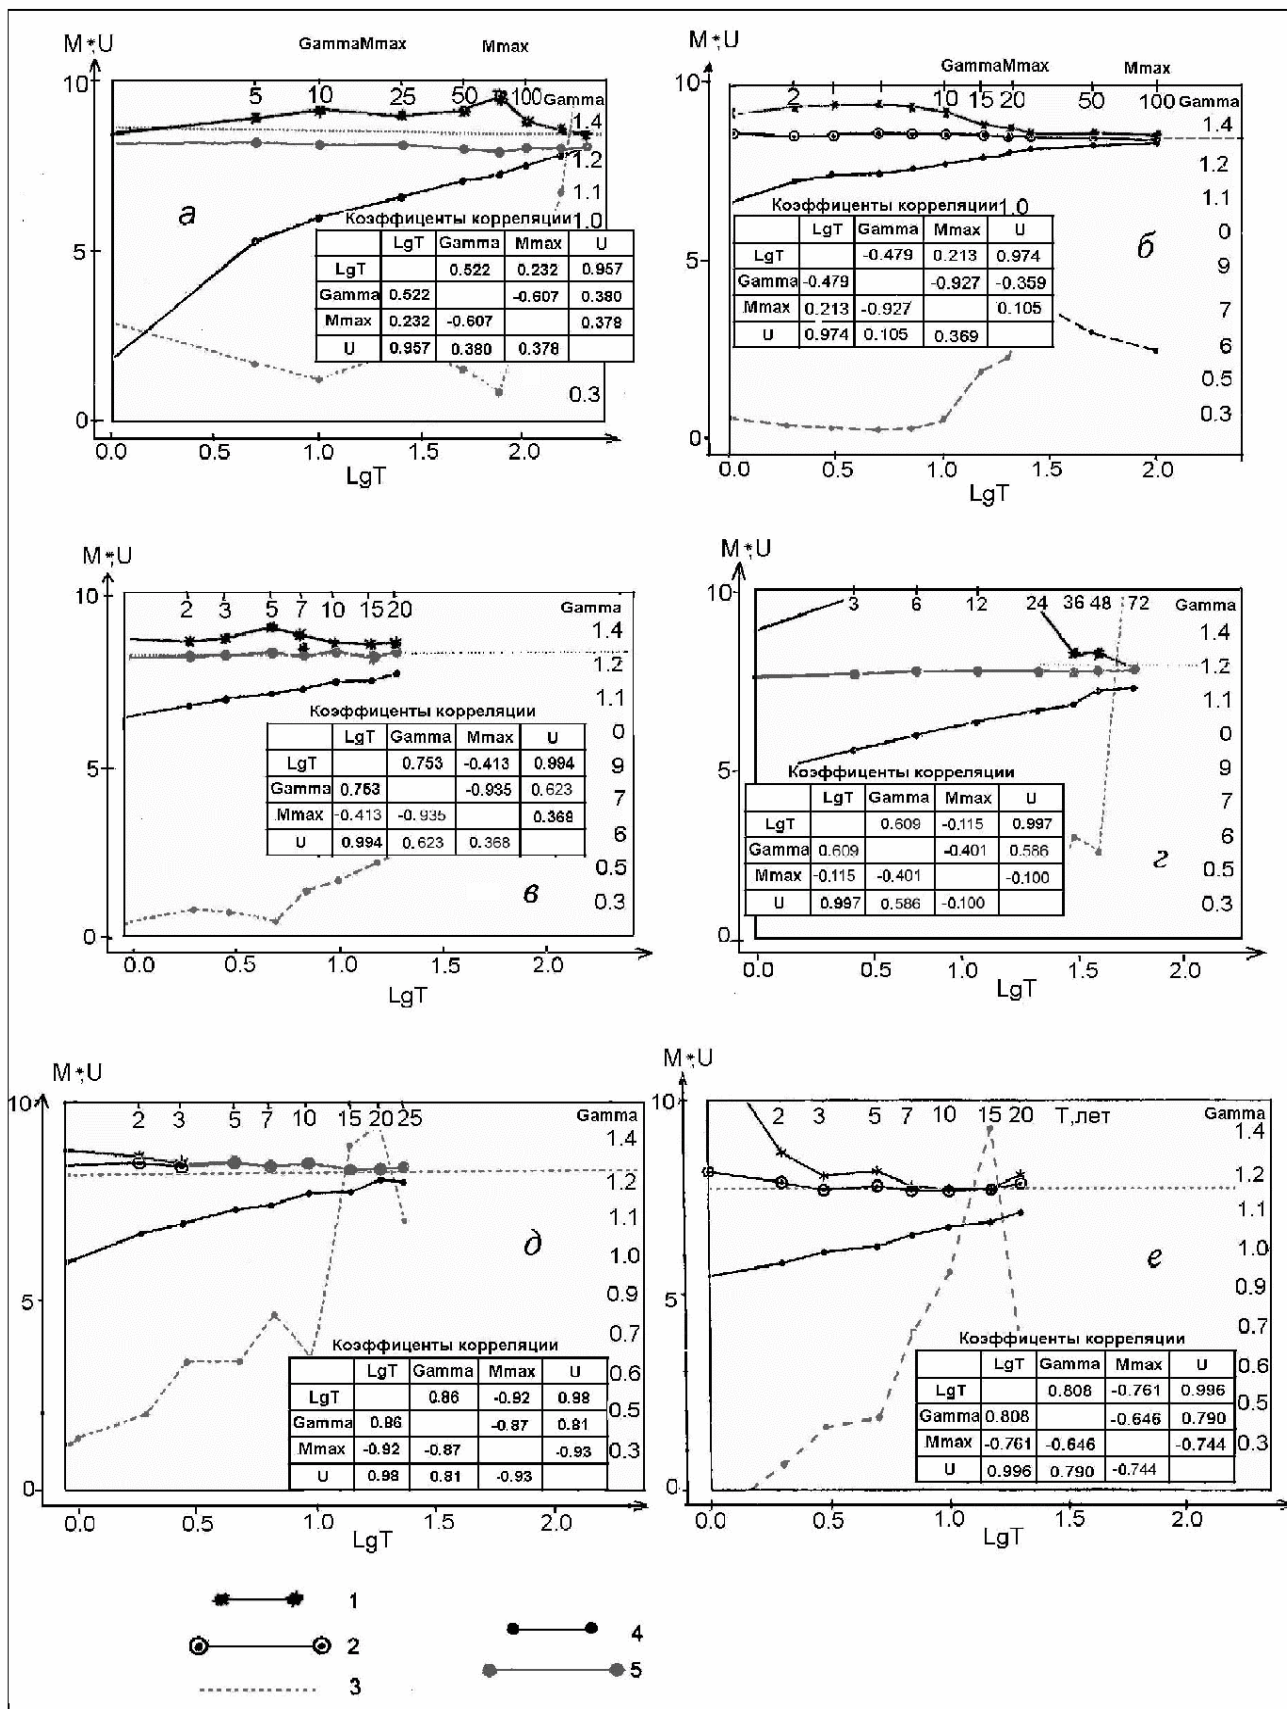 M*,U
GammaMmax Mmax
10 5 10 25 50 78 100 Gamma
1.4
1.2
1.1
а
1.0
Коэффиценты корреляции
LgT Gamma Mmax U
LgT 0.522 0.232 0.957
Gamma 0.522 -0.607 0.380
Mmax 0.232 -0.607 0.378
U 0.957 0.380 0.378
5
0.3
0
0.0 0.5 1.0 1.5 2.0
LgT
M*,U
GammaMmax Mmax
10 2 3 5 10 15 20 50 100 Gamma
1.4
1.2
1.1
Коэффиценты корреляции 1.0
0
б
LgT Gamma Mmax U
LgT -0.479 0.213 0.974
Gamma -0.479 -0.927 -0.359
Mmax 0.213 -0.927 0.105
U 0.974 0.105 0.369
5
9
7
6
0.5
0.3
0
0.0 0.5 1.0 1.5 2.0
LgT
M*,U
10 2 3 5 7 10 15 20 Gamma
1.4
1.2
1.1
Коэффиценты корреляции
0
LgT Gamma Mmax U
LgT 0.753 -0.413 0.994
Gamma 0.753 -0.935 0.623
Mmax -0.413 -0.935 0.368
U 0.994 0.623 0.368
5
9
7
6
0.5
в
0.3
0
0.0 0.5 1.0 1.5 2.0
LgT
M*,U
10 3 6 12 24 36 48 72 Gamma
1.4
1.2
1.1
0
Коэффиценты корреляции
9
LgT Gamma Mmax U
LgT 0.609 -0.115 0.997
Gamma 0.609 -0.401 0.586
Mmax -0.115 -0.401 -0.100
U 0.997 0.586 -0.100
5
7
6
г
0.5
0.3
0
0.0 0.5 1.0 1.5 2.0
LgT
M*,U
10 2 3 5 7 10 15 20 25 Gamma
1.4
1.2
1.1
д
1.0
0.9
5
0.7
Коэффиценты корреляции
LgT Gamma Mmax U
LgT 0.86 -0.92 0.98
Gamma 0.86 -0.87 0.81
Mmax -0.92 -0.87 -0.93
U 0.98 0.81 -0.93
0.6
0.5
0.3
0
0.0 0.5 1.0 1.5 2.0
LgT
M*,U
10 2 3 5 7 10 15 20 Т,лет Gamma
1.4
1.2
1.1
е
1.0
0.9
5
0.7
Коэффиценты корреляции
LgT Gamma Mmax U
LgT 0.808 -0.761 0.996
Gamma 0.808 -0.646 0.790
Mmax -0.761 -0.646 -0.744
U 0.996 0.790 -0.744
0.6
0.5
0.3
0
0.0 0.5 1.0 1.5 2.0
LgT
1
2
3
4
5